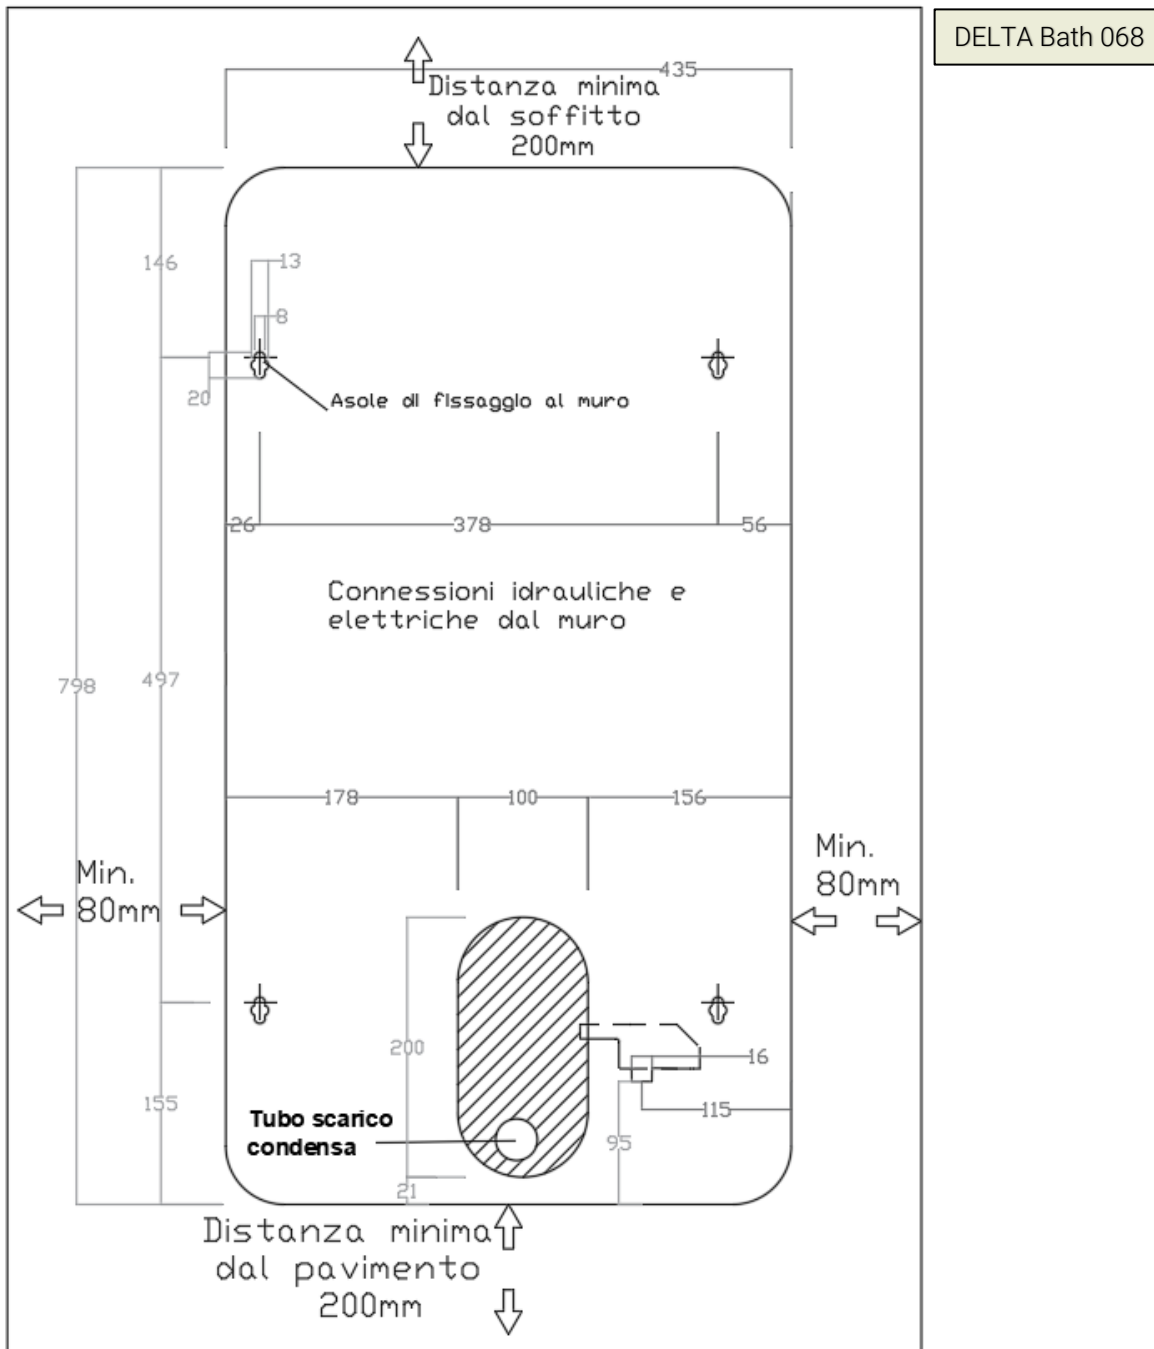 DELTA Bath 068
435
Distanza minima
dal soffitto
200mm
146
13
8
20
Asole di fissaggio al muro
26
378
56
Connessioni idrauliche e
elettriche dal muro
798
497
178
100
156
Min.
80mm
Min.
80mm
200
16
155
115
Tubo scarico
condensa
95
21
Distanza minima
dal pavimento
200mm